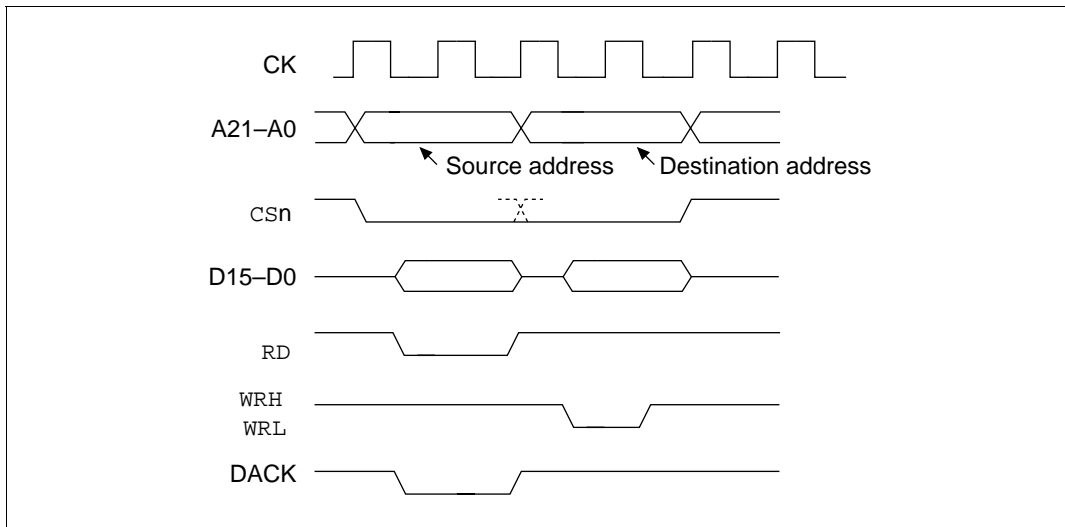 CK
A21–A0
Source address
Destination address
CSn
D15–D0
RD
WRH
WRL
DACK